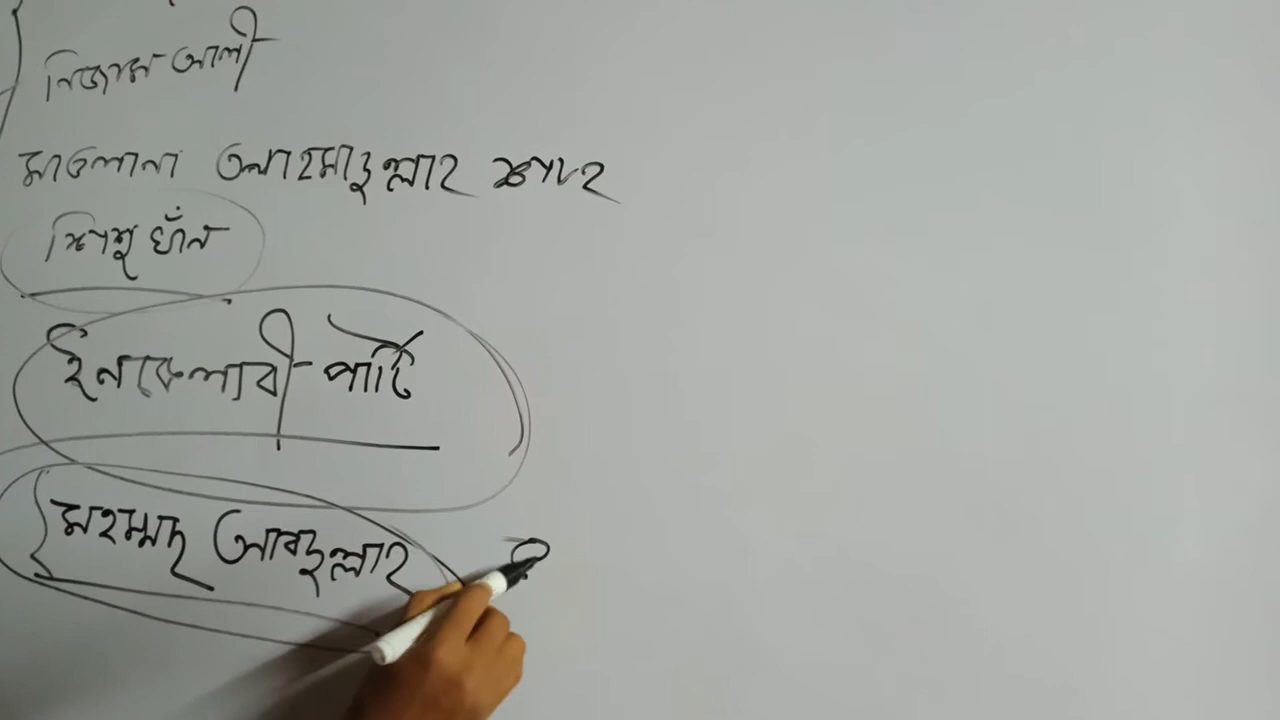 নিজাম আলী
মাওলানা আহমাদুল্লাহ শাহ
শিশু খাঁন
ইনকেলাবী পার্টি
মহম্মদ আবদুল্লাহ